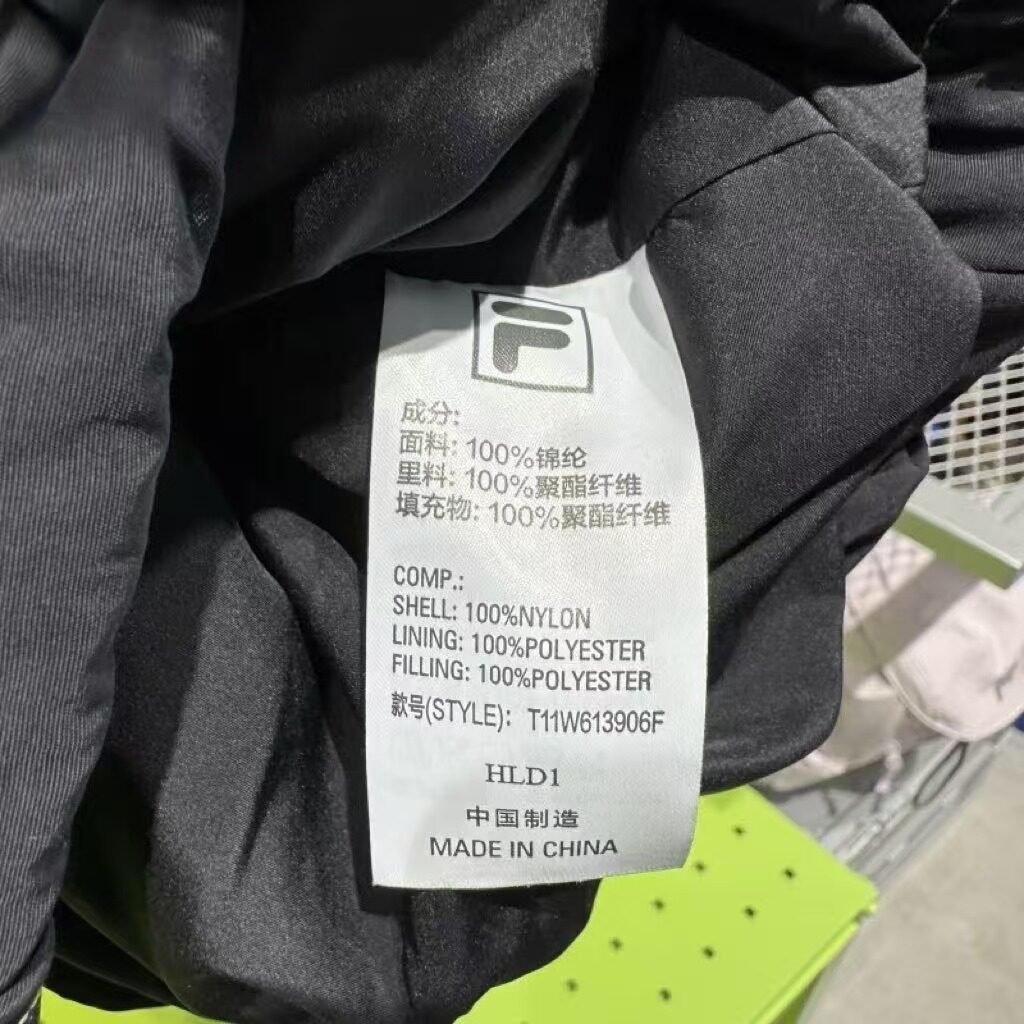 成分:
面料: 100%锦纶
里料: 100%聚酯纤维
填充物: 100%聚酯纤维
COMP.:
SHELL: 100%NYLON
LINING: 100%POLYESTER
FILLING: 100%POLYESTER
款号(STYLE): T11W613906F
HLD1
中国制造
MADE IN CHINA